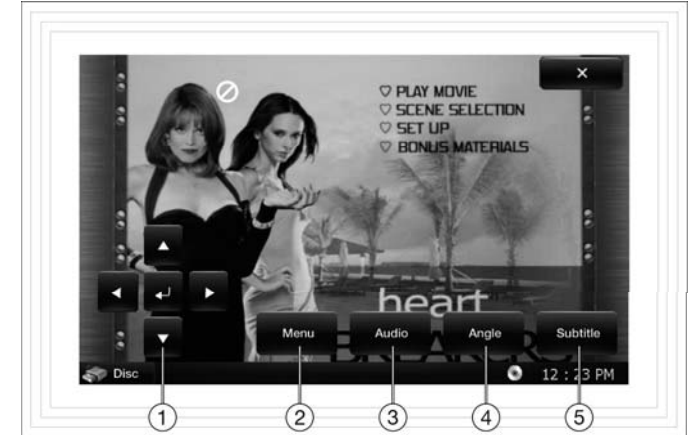 ×
♡ PLAY MOVIE
♡ SCENE SELECTION
♡ SET UP
♡ BONUS MATERIALS
heart
Menu Audio Angle Subtitle
Disc 12 : 23 PM
1 2 3 4 5